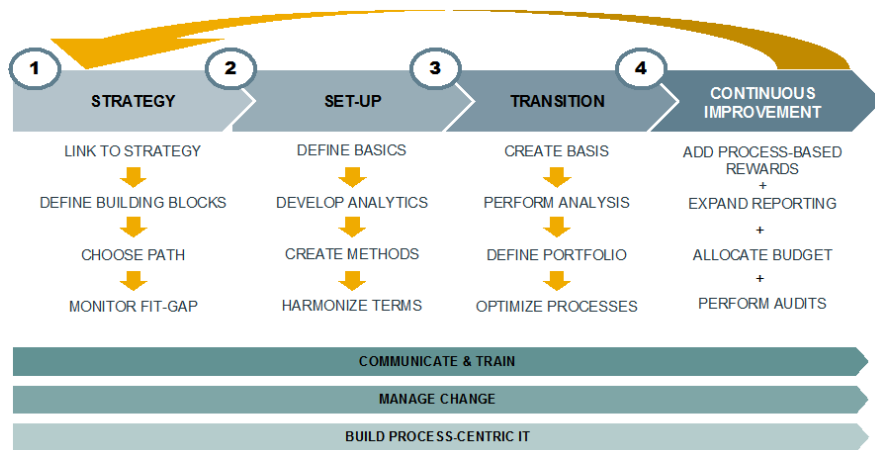 1
2
3
4
STRATEGY
SET-UP
TRANSITION
CONTINUOUS
IMPROVEMENT
LINK TO STRATEGY
DEFINE BUILDING BLOCKS
CHOOSE PATH
MONITOR FIT-GAP
DEFINE BASICS
DEVELOP ANALYTICS
CREATE METHODS
HARMONIZE TERMS
CREATE BASIS
PERFORM ANALYSIS
DEFINE PORTFOLIO
OPTIMIZE PROCESSES
ADD PROCESS-BASED
REWARDS
+
EXPAND REPORTING
+
ALLOCATE BUDGET
+
PERFORM AUDITS
COMMUNICATE & TRAIN
MANAGE CHANGE
BUILD PROCESS-CENTRIC IT